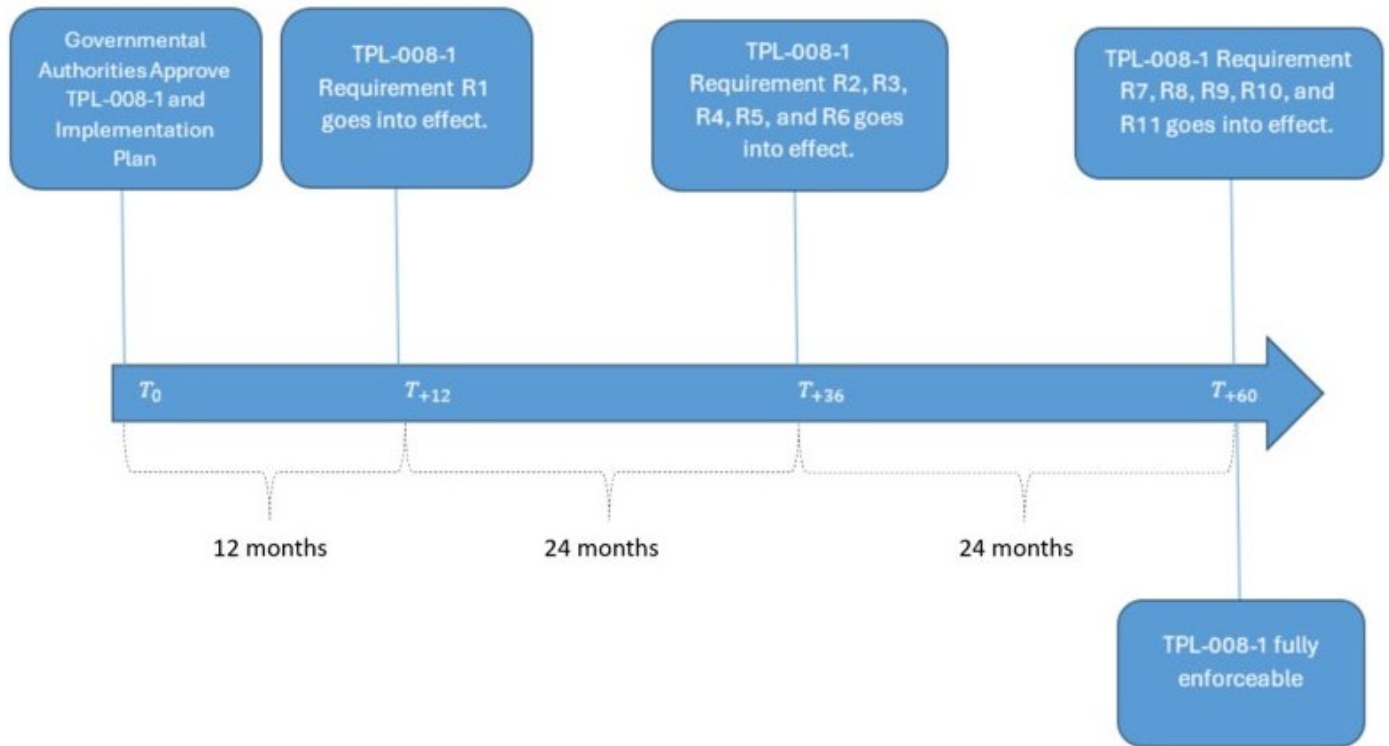 Governmental
Authorities Approve
TPL-008-1 and
Implementation
Plan
TPL-008-1
Requirement R1
goes into effect.
TPL-008-1
Requirement R2, R3,
R4, R5, and R6 goes
into effect.
TPL-008-1 Requirement
R7, R8, R9, R10, and
R11 goes into effect.
T0
T+12
T+36
T+60
12 months
24 months
24 months
TPL-008-1 fully
enforceable